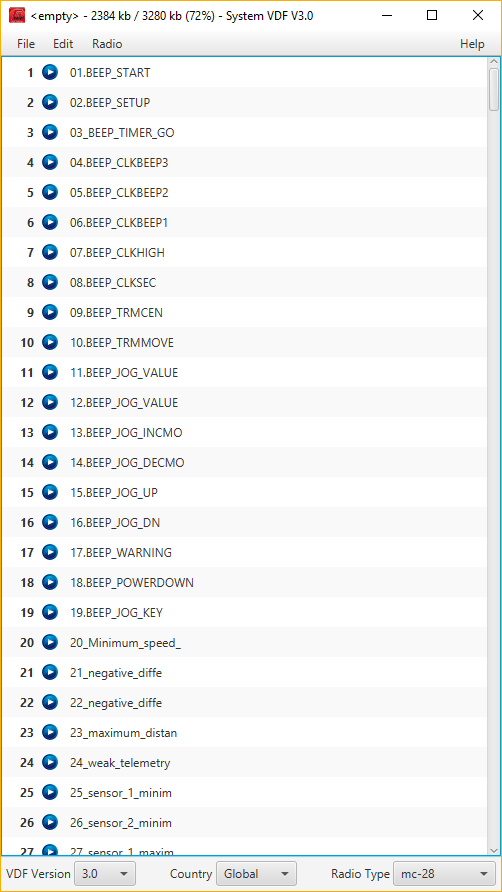 <empty> - 2384 kb / 3280 kb (72%) - System VDF V3.0
File Edit Radio Help
1 01.BEEP_START
2 02.BEEP_SETUP
3 03_BEEP_TIMER_GO
4 04.BEEP_CLKBEEP3
5 05.BEEP_CLKBEEP2
6 06.BEEP_CLKBEEP1
7 07.BEEP_CLKHIGH
8 08.BEEP_CLKSEC
9 09.BEEP_TRMCEN
10 10.BEEP_TRMMOVE
11 11.BEEP_JOG_VALUE
12 12.BEEP_JOG_VALUE
13 13.BEEP_JOG_INCMO
14 14.BEEP_JOG_DECMO
15 15.BEEP_JOG_UP
16 16.BEEP_JOG_DN
17 17.BEEP_WARNING
18 18.BEEP_POWERDOWN
19 19.BEEP_JOG_KEY
20 20_Minimum_speed_
21 21_negative_diffe
22 22_negative_diffe
23 23_maximum_distan
24 24_weak_telemetry
25 25_sensor_1_minim
26 26_sensor_2_minim
27 27_sensor_1_maxim
VDF Version 3.0 Country Global Radio Type mc-28